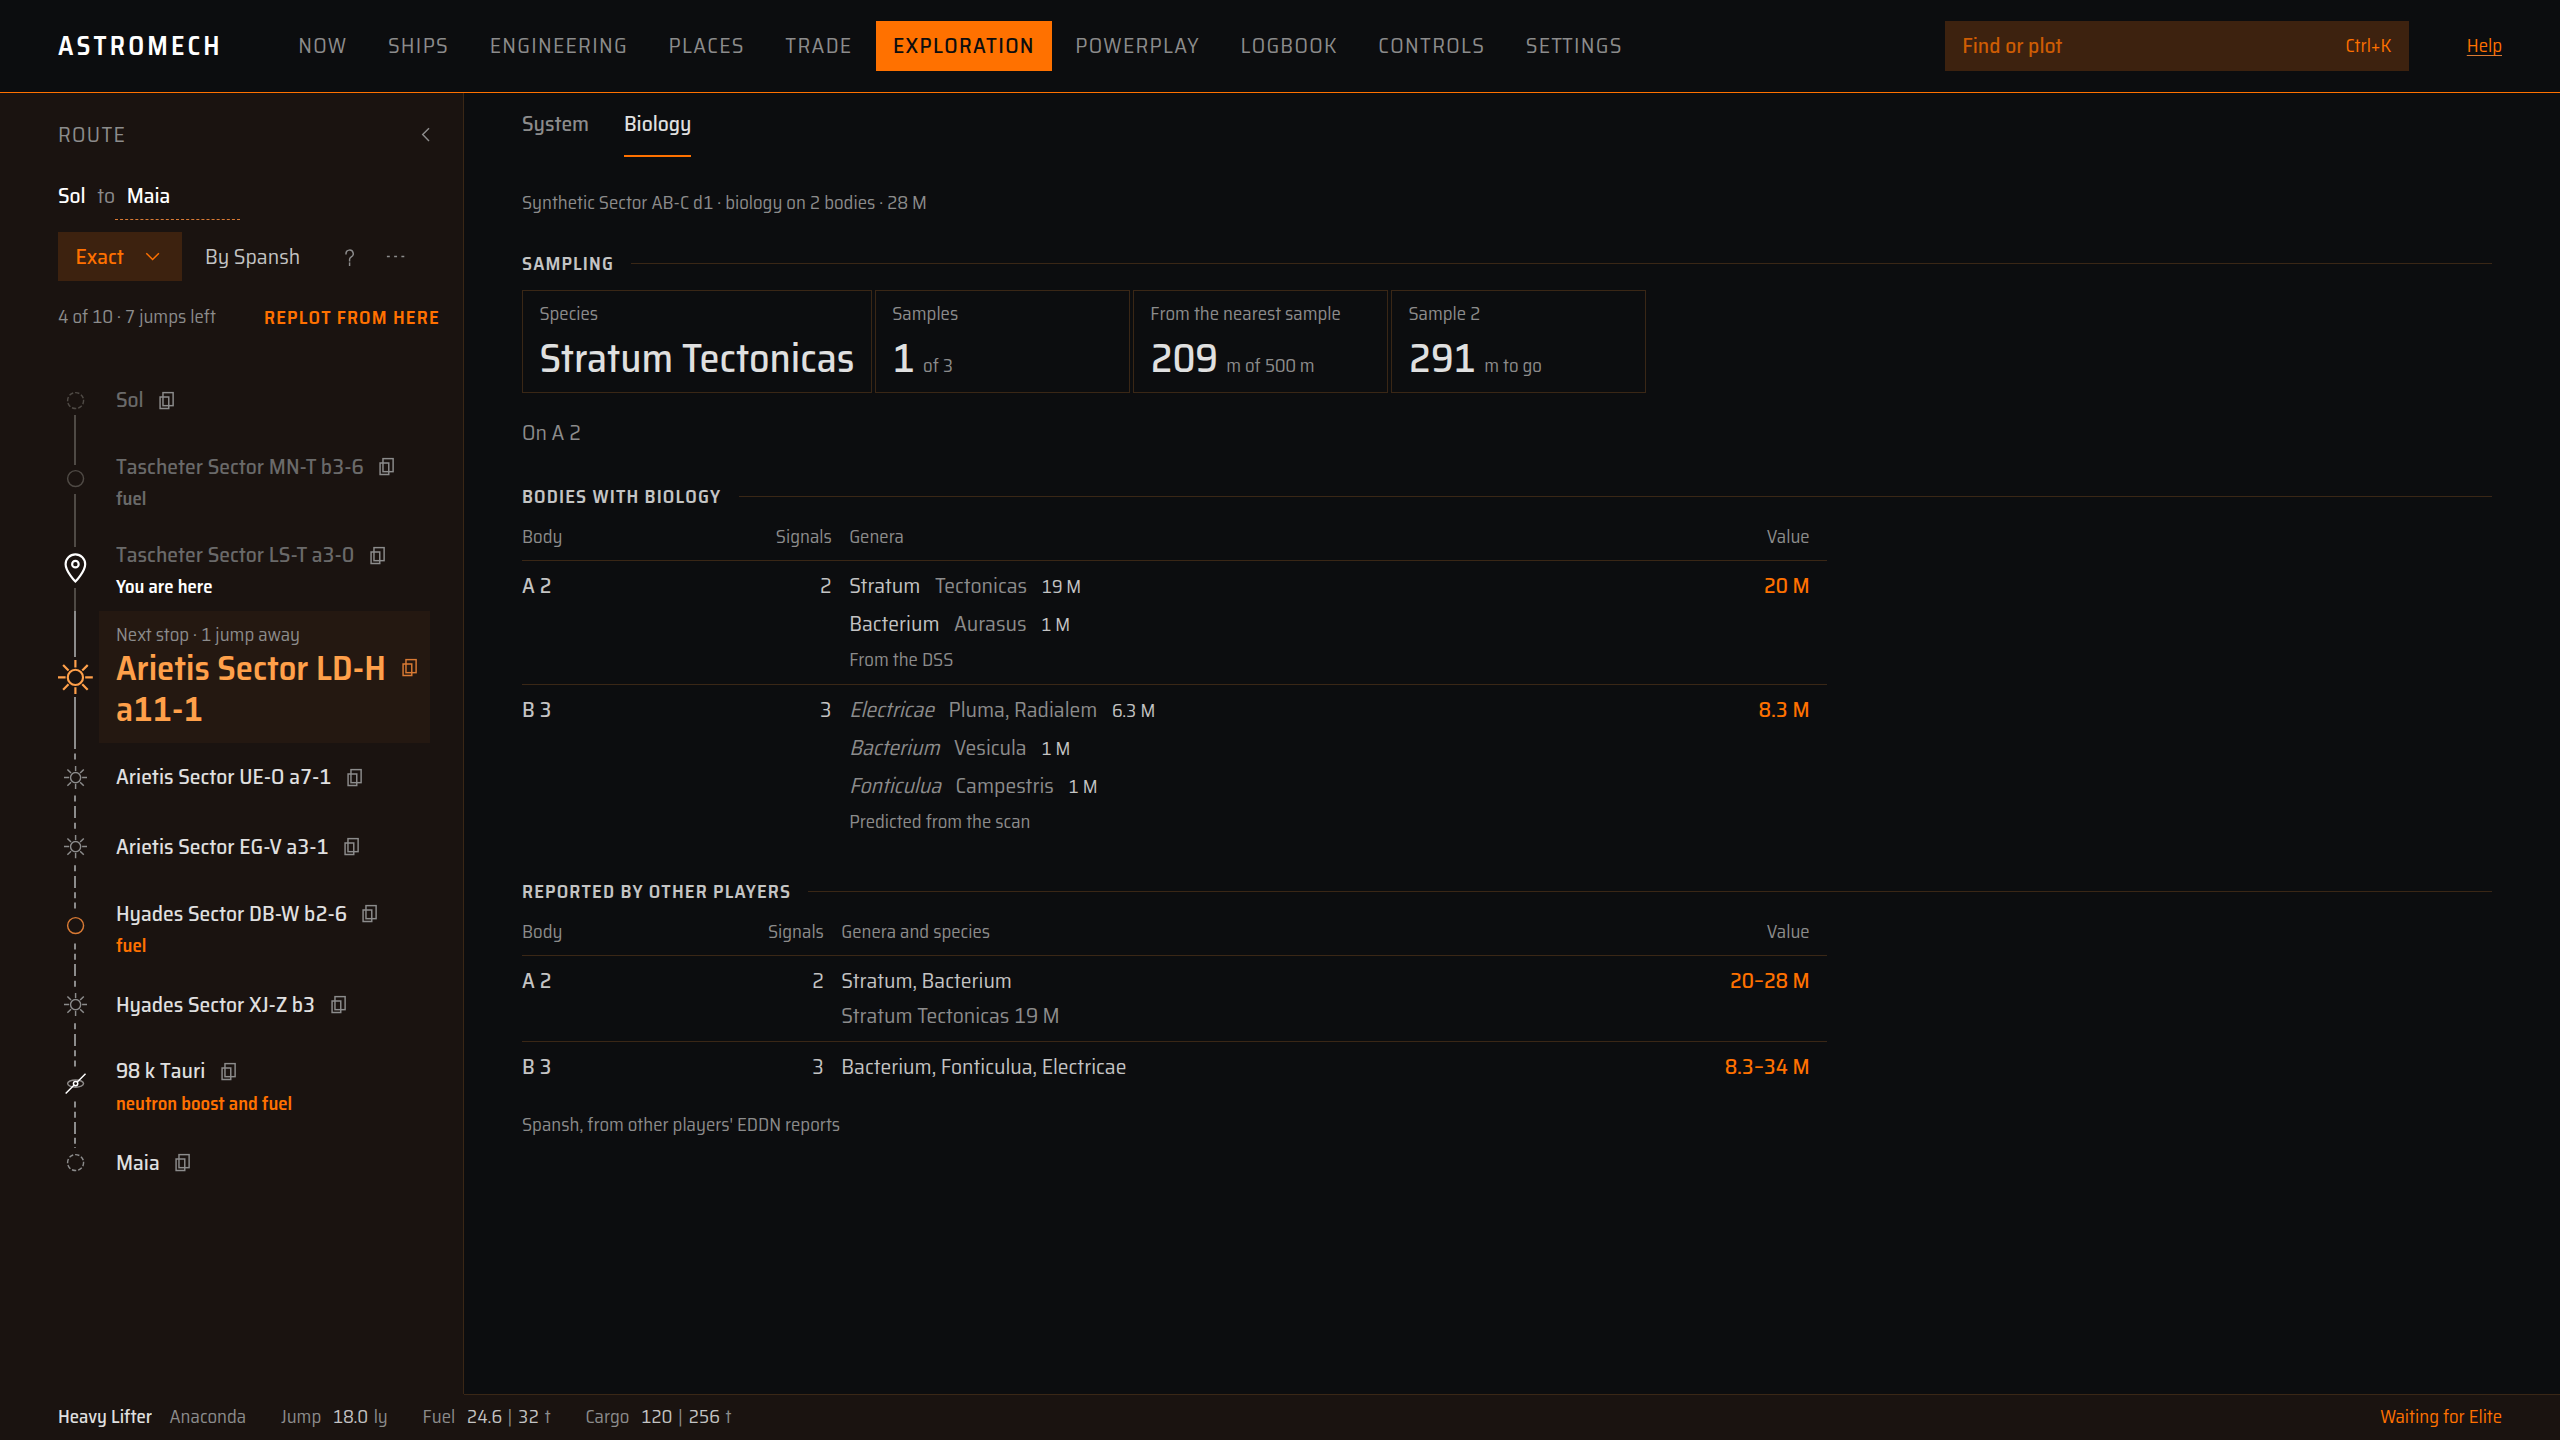 ASTROMECH
NOW SHIPS ENGINEERING PLACES TRADE EXPLORATION POWERPLAY LOGBOOK CONTROLS SETTINGS
Find or plot Ctrl+K
Help
ROUTE
Sol to Maia
Exact By Spansh ? ---
4 of 10 · 7 jumps left REPLOT FROM HERE
Sol
Tascheter Sector MN-T b3-6
fuel
Tascheter Sector LS-T a3-0
You are here
Next stop · 1 jump away
Arietis Sector LD-H
a11-1
Arietis Sector UE-O a7-1
Arietis Sector EG-V a3-1
Hyades Sector DB-W b2-6
fuel
Hyades Sector XJ-Z b3
98 k Tauri
neutron boost and fuel
Maia
System Biology
Synthetic Sector AB-C d1 · biology on 2 bodies · 28 M
SAMPLING
Species Samples From the nearest sample Sample 2
Stratum Tectonicas 1 of 3 209 m of 500 m 291 m to go
On A 2
BODIES WITH BIOLOGY
Body Signals Genera Value
A 2 2 Stratum Tectonicas 19 M 20 M
Bacterium Aurasus 1 M
From the DSS
B 3 3 Electricae Pluma, Radialem 6.3 M 8.3 M
Bacterium Vesicula 1 M
Fonticulua Campestris 1 M
Predicted from the scan
REPORTED BY OTHER PLAYERS
Body Signals Genera and species Value
A 2 2 Stratum, Bacterium 20–28 M
Stratum Tectonicas 19 M
B 3 3 Bacterium, Fonticulua, Electricae 8.3–34 M
Spansh, from other players' EDDN reports
Heavy Lifter Anaconda Jump 18.0 ly Fuel 24.6 | 32 t Cargo 120 | 256 t
Waiting for Elite